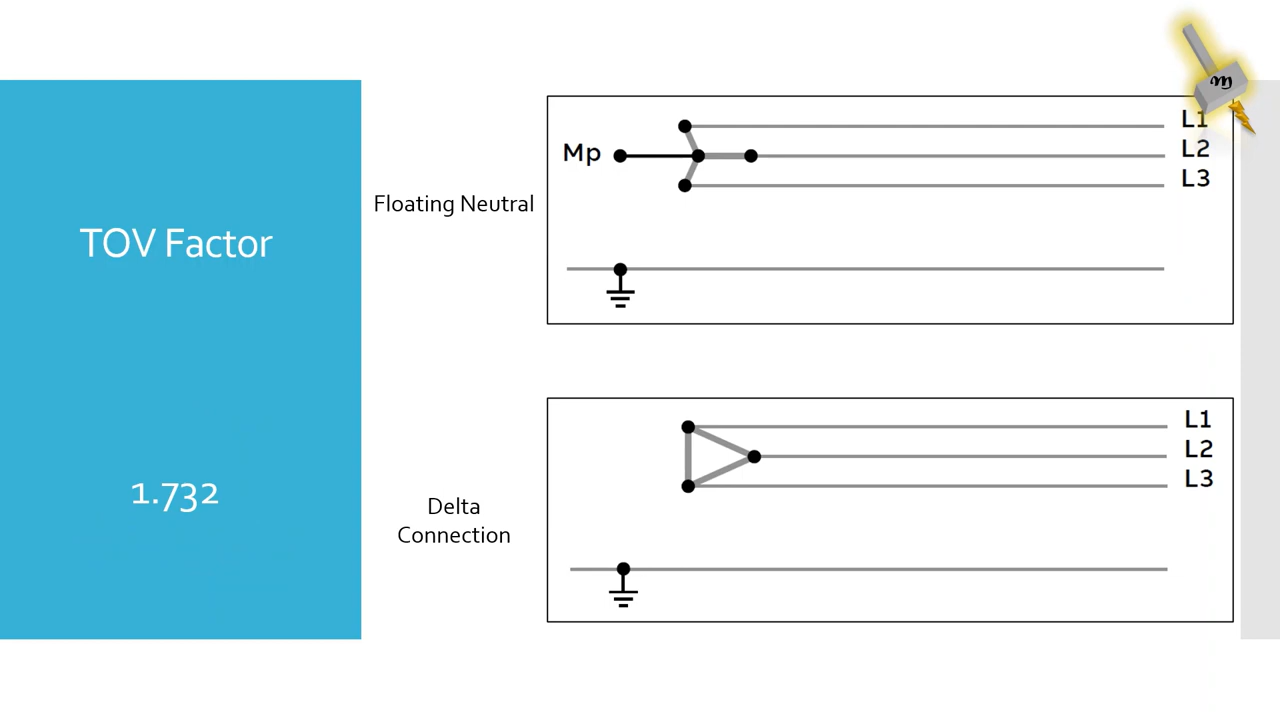 TOV Factor
1.732
Floating Neutral
Mp
L1
L2
L3
Delta
Connection
L1
L2
L3
m